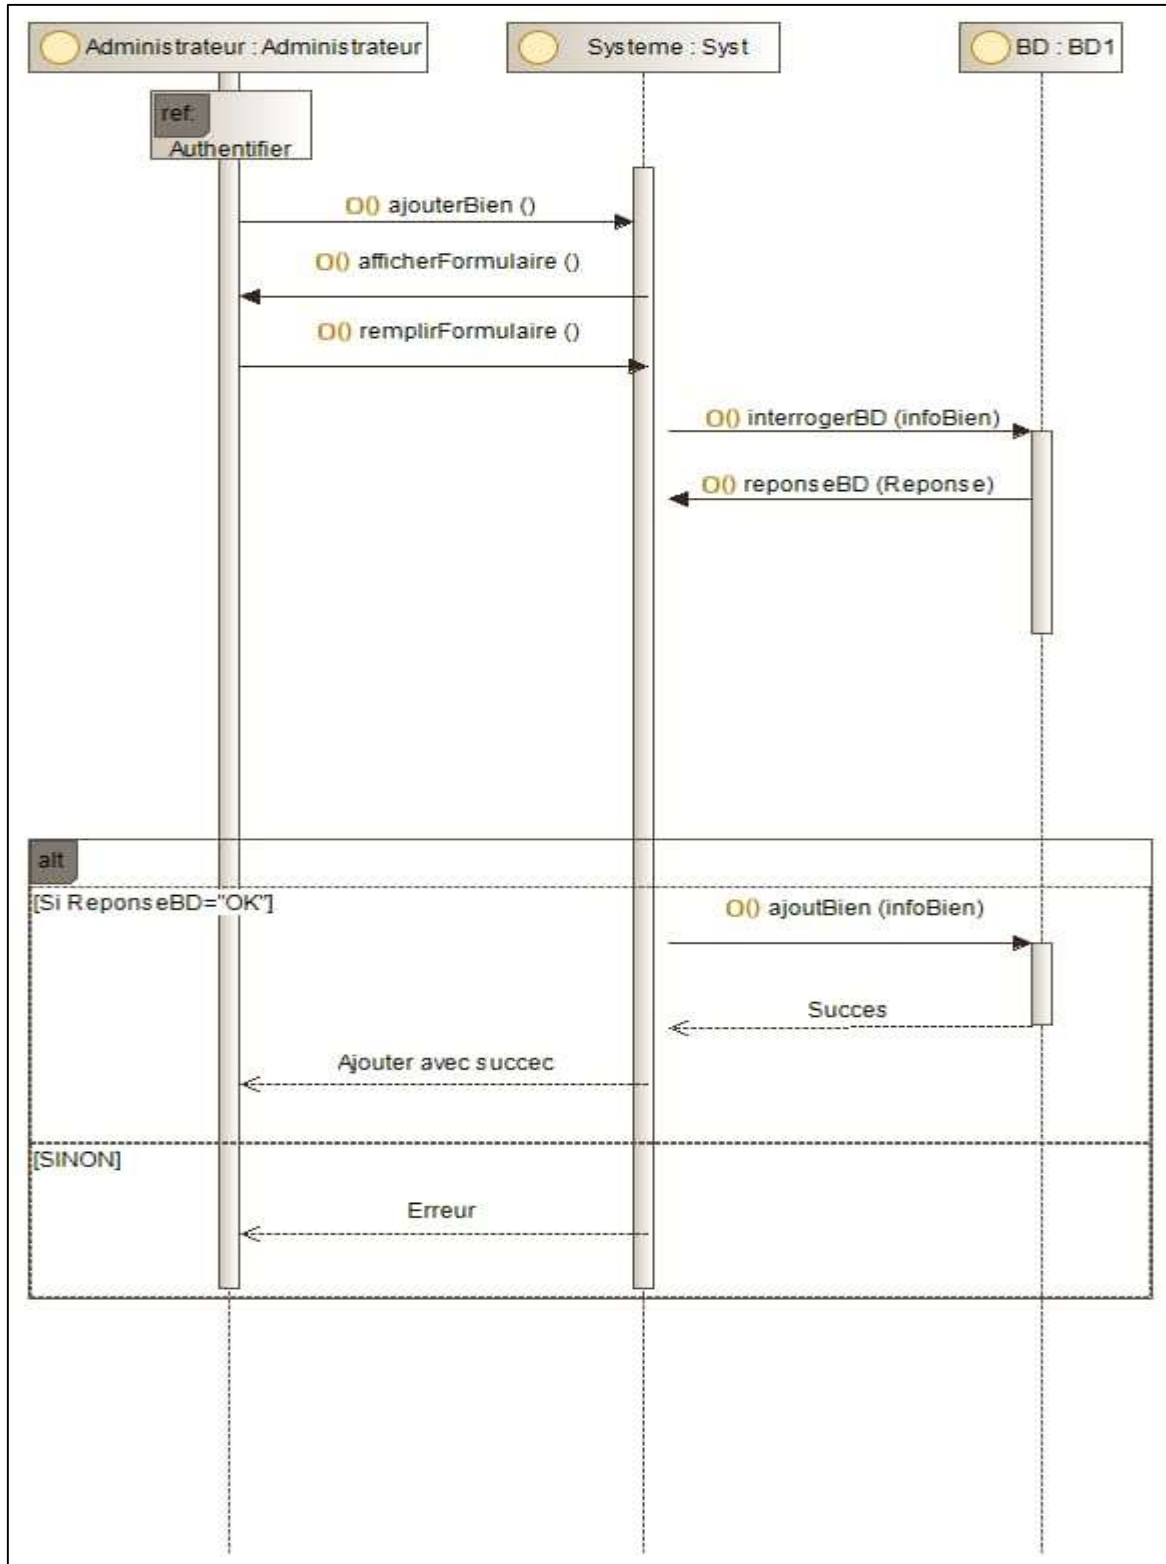 Administrateur : Administrateur
Systeme : Syst
BD : BD1
ref:
Authentifier
O() ajouterBien ()
O() afficherFormulaire ()
O() remplirFormulaire ()
O() interrogerBD (infoBien)
O() reponseBD (Reponse)
alt
[Si ReponseBD="OK"]
O() ajoutBien (infoBien)
Succes
Ajouter avec succec
[SINON]
Erreur